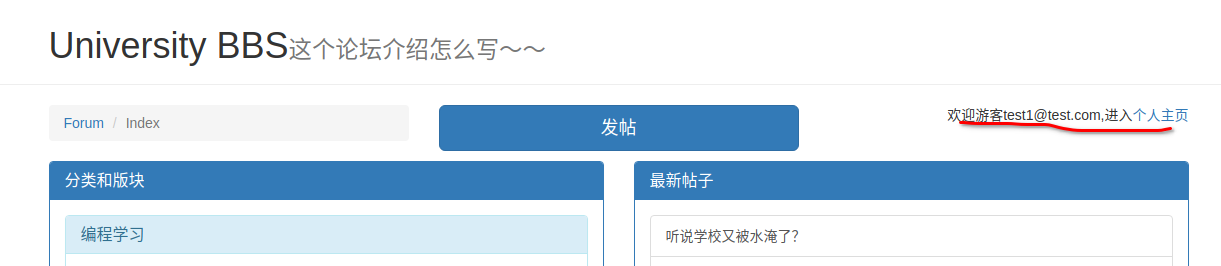 University BBS这个论坛介绍怎么写～～
Forum / Index
发帖
欢迎游客test1@test.com,进入个人主页
分类和版块
最新帖子
编程学习
听说学校又被水淹了?